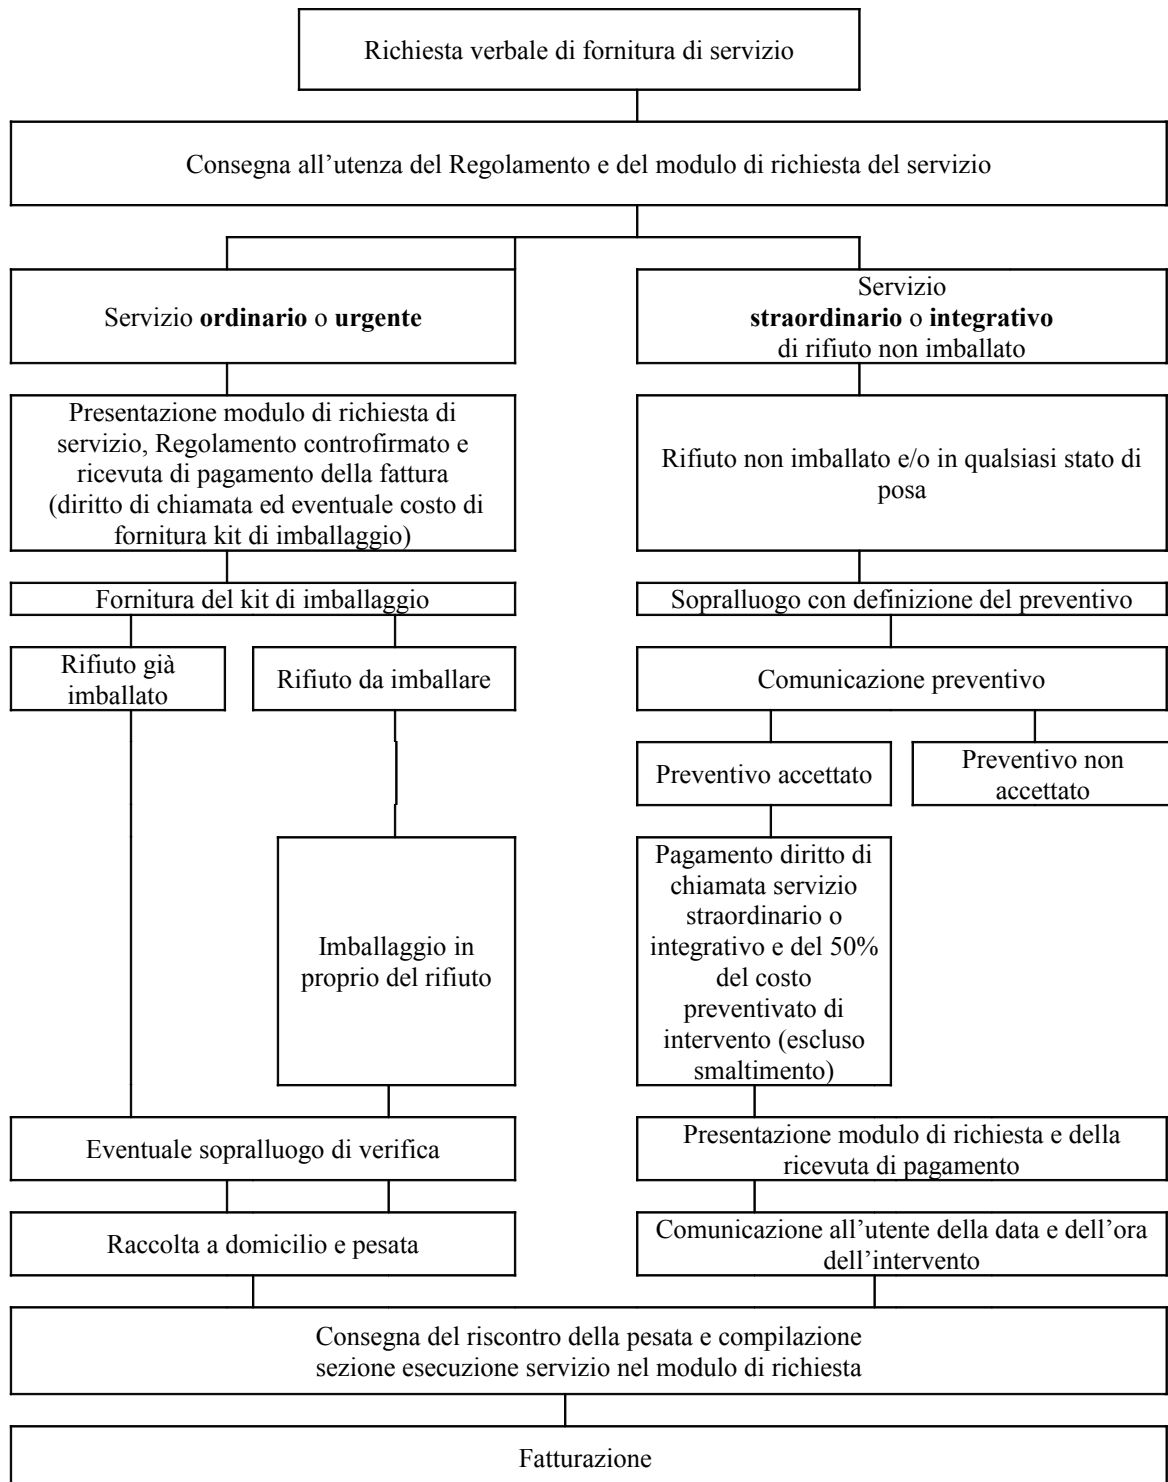 Richiesta verbale di fornitura di servizio
Consegna all’utenza del Regolamento e del modulo di richiesta del servizio
Servizio ordinario o urgente
Servizio
straordinario o integrativo
di rifiuto non imballato
Presentazione modulo di richiesta di
servizio, Regolamento controfirmato e
ricevuta di pagamento della fattura
(diritto di chiamata ed eventuale costo di
fornitura kit di imballaggio)
Rifiuto non imballato e/o in qualsiasi stato di
posa
Fornitura del kit di imballaggio
Sopralluogo con definizione del preventivo
Rifiuto già
imballato
Rifiuto da imballare
Comunicazione preventivo
Preventivo accettato
Preventivo non
accettato
Imballaggio in
proprio del rifiuto
Pagamento diritto di
chiamata servizio
straordinario o
integrativo e del 50%
del costo
preventivato di
intervento (escluso
smaltimento)
Eventuale sopralluogo di verifica
Presentazione modulo di richiesta e della
ricevuta di pagamento
Raccolta a domicilio e pesata
Comunicazione all’utente della data e dell’ora
dell’intervento
Consegna del riscontro della pesata e compilazione
sezione esecuzione servizio nel modulo di richiesta
Fatturazione